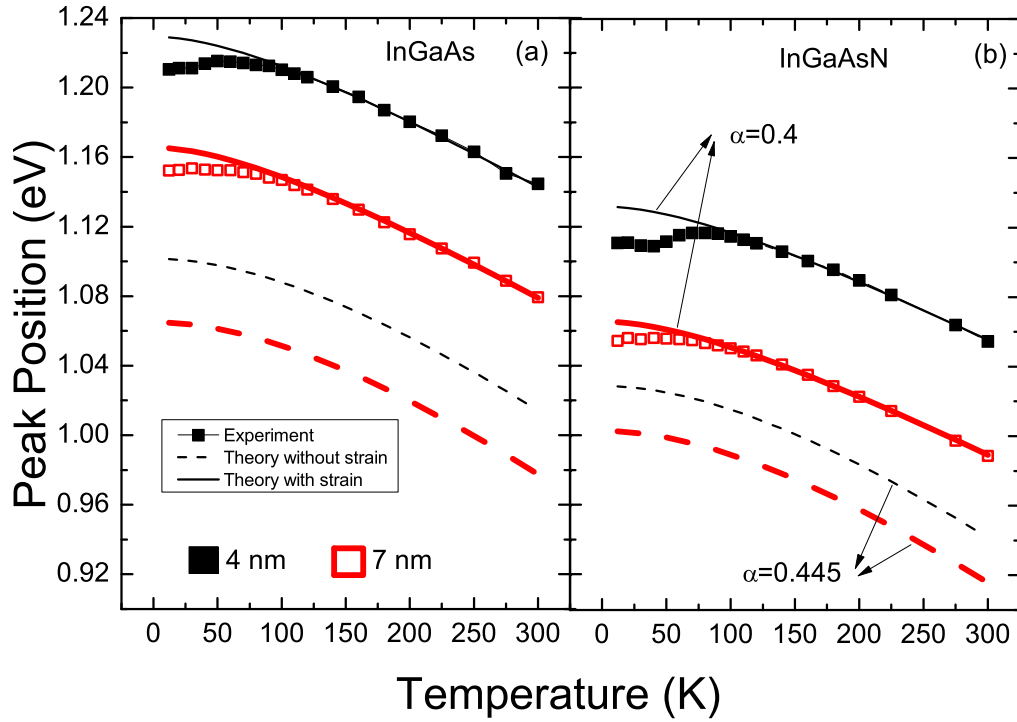 Peak Position (eV)
1.24
1.20
1.16
1.12
1.08
1.04
1.00
0.96
0.92
InGaAs (a)
InGaAsN (b)
α=0.4
α=0.445
Experiment
Theory without strain
Theory with strain
4 nm 7 nm
0 50 100 150 200 250 300
0 50 100 150 200 250 300
Temperature (K)